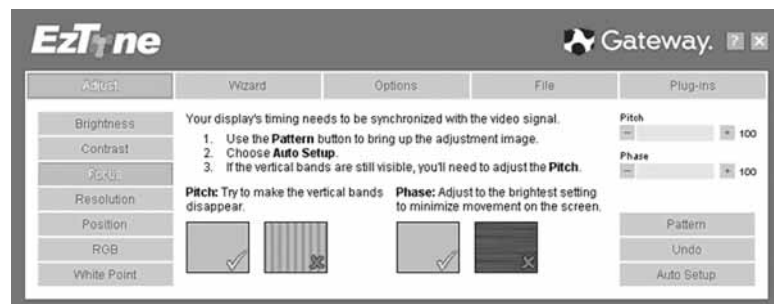 EzTune
Gateway. ? ×
Adjust Wizard Options File Plug-ins
Brightness
Contrast
Focus
Resolution
Position
RGB
White Point
Your display's timing needs to be synchronized with the video signal.
1. Use the Pattern button to bring up the adjustment image.
2. Choose Auto Setup.
3. If the vertical bands are still visible, you'll need to adjust the Pitch.
Pitch: Try to make the vertical bands
disappear.
Phase: Adjust to the brightest setting
to minimize movement on the screen.
Pitch
− + 100
Phase
− + 100
Pattern
Undo
Auto Setup